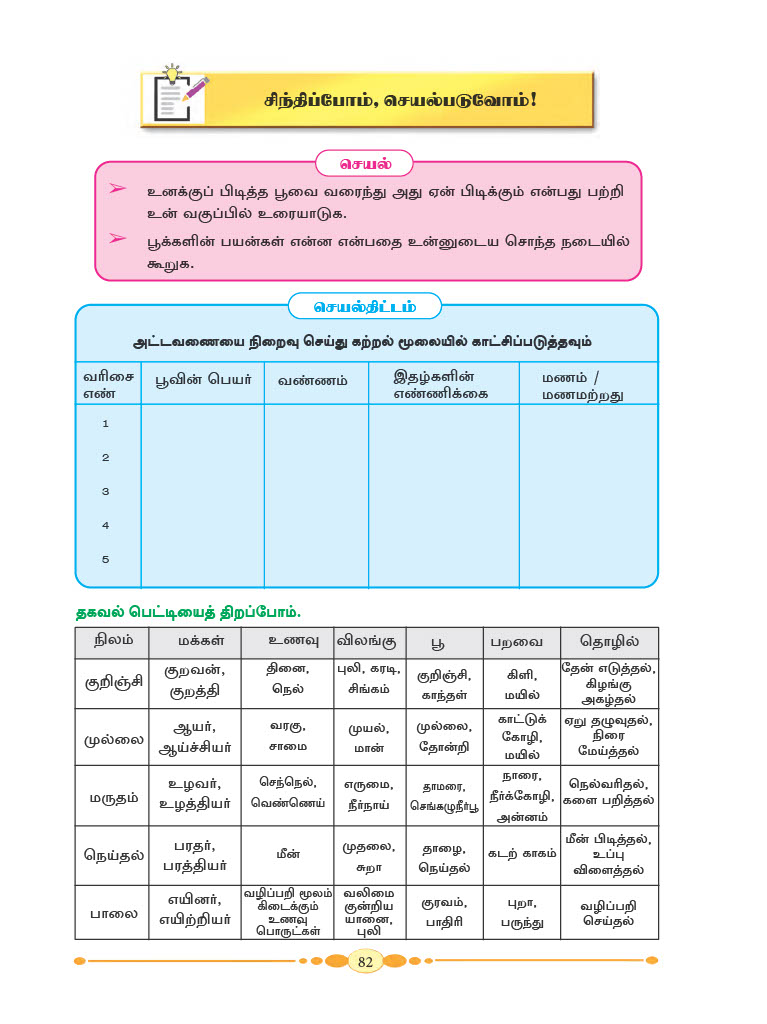 சிந்திப்போம், செயல்படுவோம்!
செயல்
உனக்குப் பிடித்த பூவை வரைந்து அது ஏன் பிடிக்கும் என்பது பற்றி
உன் வகுப்பில் உரையாடுக.
பூக்களின் பயன்கள் என்ன என்பதை உன்னுடைய சொந்த நடையில்
கூறுக.
செயல்திட்டம்
அட்டவணையை நிறைவு செய்து கற்றல் மூலையில் காட்சிப்படுத்தவும்
வரிசை எண் பூவின் பெயர் வண்ணம் இதழ்களின் எண்ணிக்கை மணம் / மணமற்றது
1
2
3
4
5
தகவல் பெட்டியைத் திறப்போம்.
நிலம் மக்கள் உணவு விலங்கு பூ பறவை தொழில்
குறிஞ்சி குறவன், குறத்தி தினை, நெல் புலி, கரடி, சிங்கம் குறிஞ்சி, காந்தள் கிளி, மயில் தேன் எடுத்தல், கிழங்கு அகழ்தல்
முல்லை ஆயர், ஆய்ச்சியர் வரகு, சாமை முயல், மான் முல்லை, தோன்றி காட்டுக் கோழி, மயில் ஏறு தழுவுதல், நிரை மேய்த்தல்
மருதம் உழவர், உழத்தியர் செந்நெல், வெண்ணெய் எருமை, நீர்நாய் தாமரை, செங்கழுநீர்பூ நாரை, நீர்க்கோழி, அன்னம் நெல்வரிதல், களை பறித்தல்
நெய்தல் பரதர், பரத்தியர் மீன் முதலை, சுறா தாழை, நெய்தல் கடற் காகம் மீன் பிடித்தல், உப்பு விளைத்தல்
பாலை எயினர், எயிற்றியர் வழிப்பறி மூலம் கிடைக்கும் உணவு பொருட்கள் வலிமை குன்றிய யானை, புலி குரவம், பாதிரி புறா, பருந்து வழிப்பறி செய்தல்
82